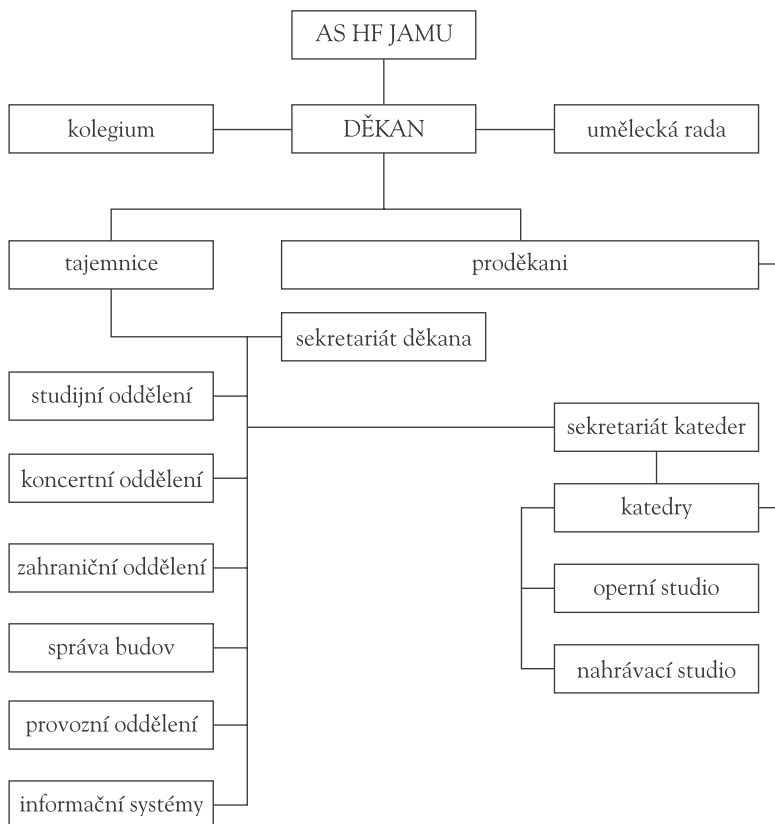 AS HF JAMU
kolegium
DĚKAN
umělecká rada
tajemnice
proděkani
sekretariát děkana
studijní oddělení
sekretariát kateder
koncertní oddělení
katedry
zahraniční oddělení
operní studio
správa budov
nahrávací studio
provozní oddělení
informační systémy